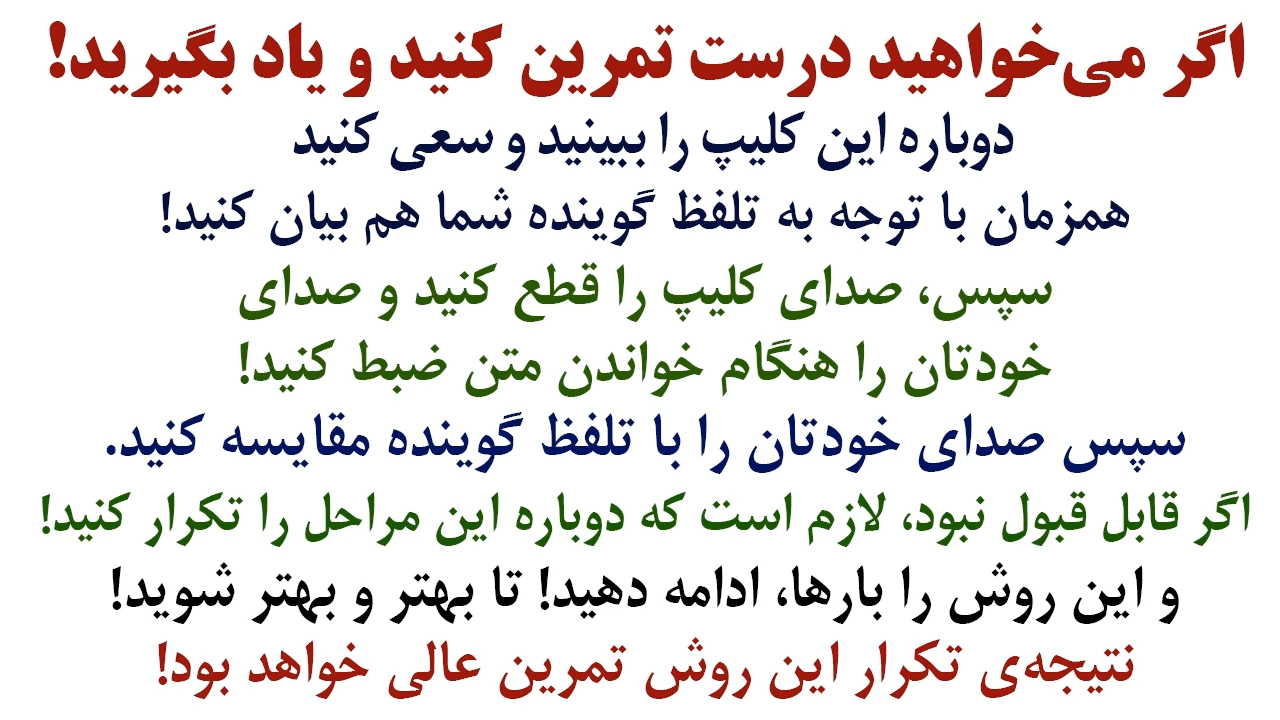 اگر می‌خواهید درست تمرین کنید و یاد بگیرید!
دوباره این کلیپ را ببینید و سعی کنید
همزمان با توجه به تلفظ گوینده شما هم بیان کنید!
سپس، صدای کلیپ را قطع کنید و صدای
خودتان را هنگام خواندن متن ضبط کنید!
سپس صدای خودتان را با تلفظ گوینده مقایسه کنید.
اگر قابل قبول نبود، لازم است که دوباره این مراحل را تکرار کنید!
و این روش را بارها، ادامه دهید! تا بهتر و بهتر شوید!
نتیجه‌ی تکرار این روش تمرین عالی خواهد بود!